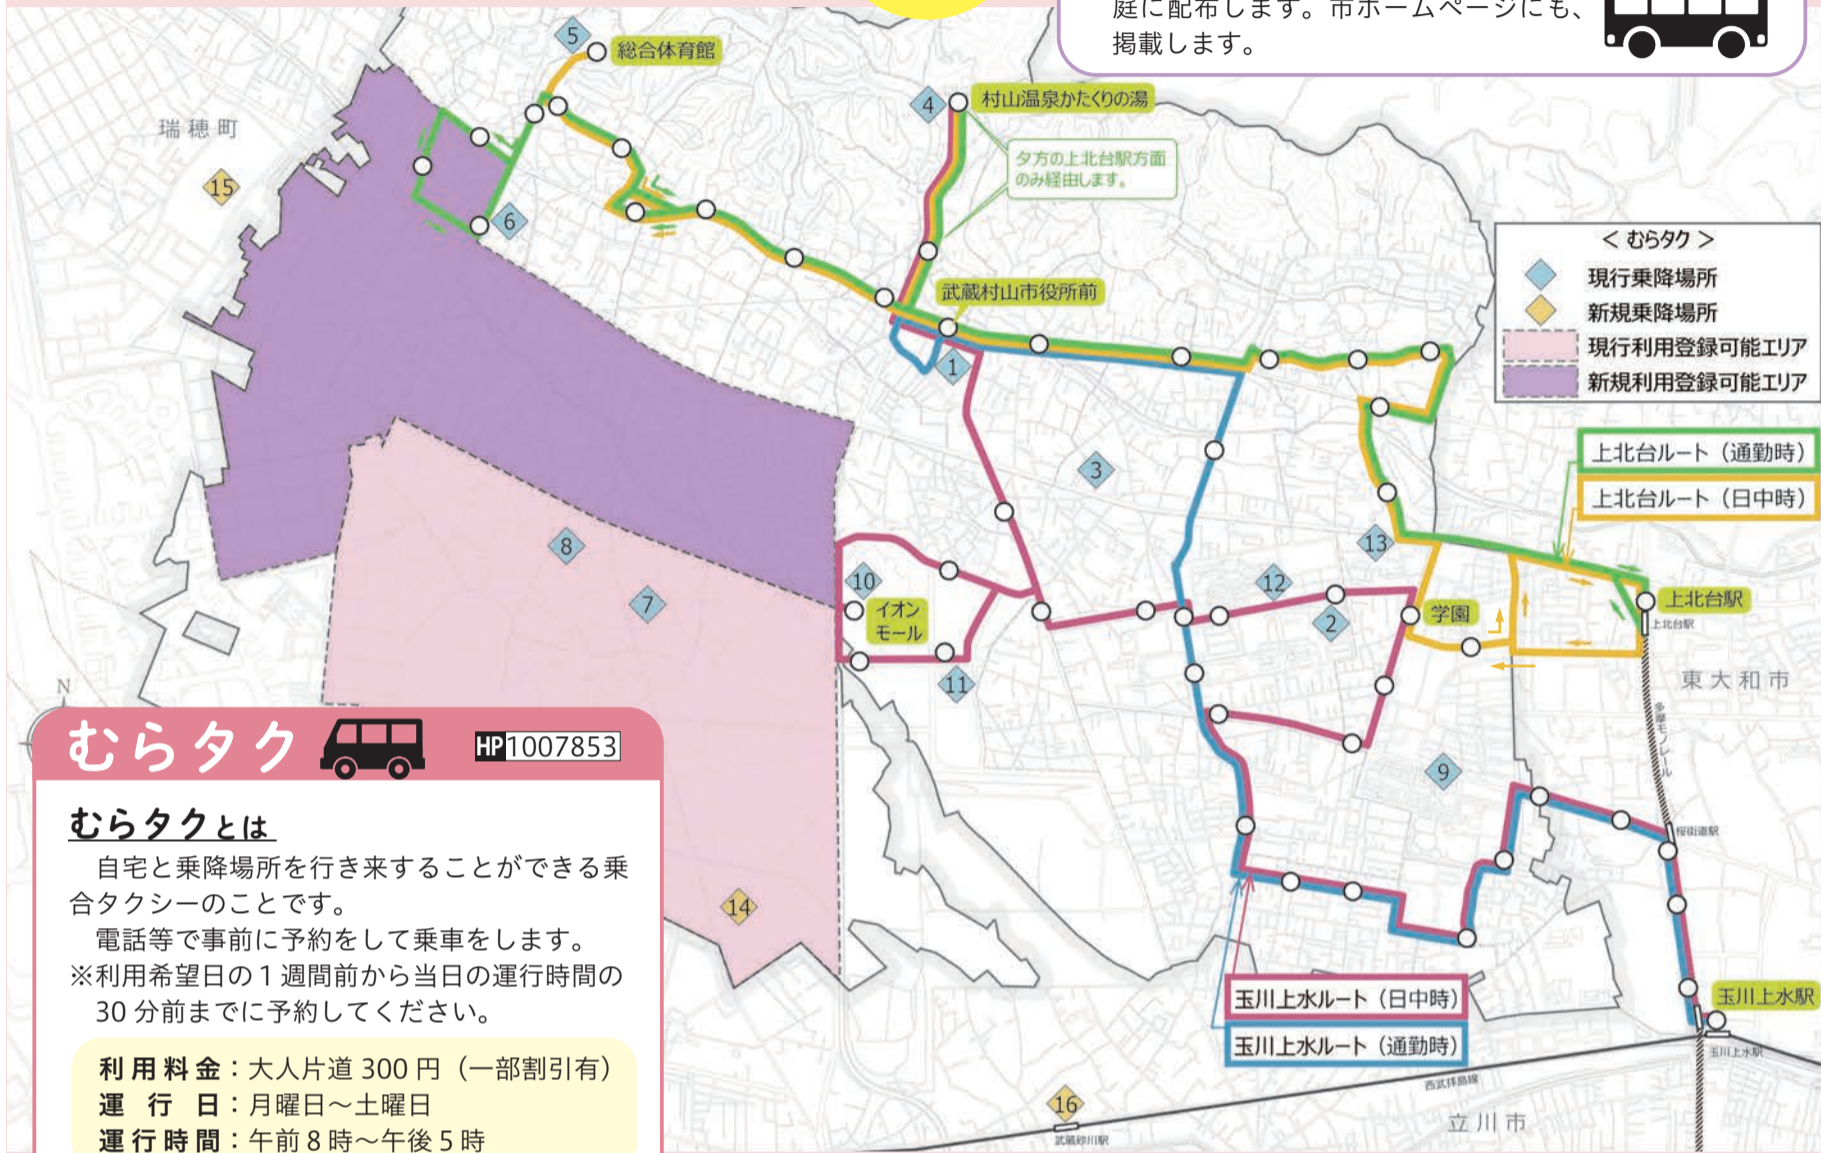 庭に配布します。市ホームページにも、
掲載します。
5
総合体育館
4
村山温泉かたくりの湯
瑞穂町
夕方の上北台駅方面
のみ経由します。
15
6
<むらタク>
現行乗降場所
新規乗降場所
現行利用登録可能エリア
新規利用登録可能エリア
武蔵村山市役所前
1
3
上北台ルート(通勤時)
上北台ルート(日中時)
8
13
10
12
7
イオン
モール
2
学園
上北台駅
上北台駅
11
東大和市
N
多摩モノレール
9
桜街道駅
むらタク
HP1007853
むらタクとは
自宅と乗降場所を行き来することができる乗
合タクシーのことです。
電話等で事前に予約をして乗車をします。
※利用希望日の1週間前から当日の運行時間の
30分前までに予約してください。
利用料金:大人片道300円(一部割引有)
運行日:月曜日~土曜日
運行時間:午前8時~午後5時
14
玉川上水ルート(日中時)
玉川上水ルート(通勤時)
玉川上水駅
玉川上水駅
西武拝島線
16
武蔵砂川駅
立川市